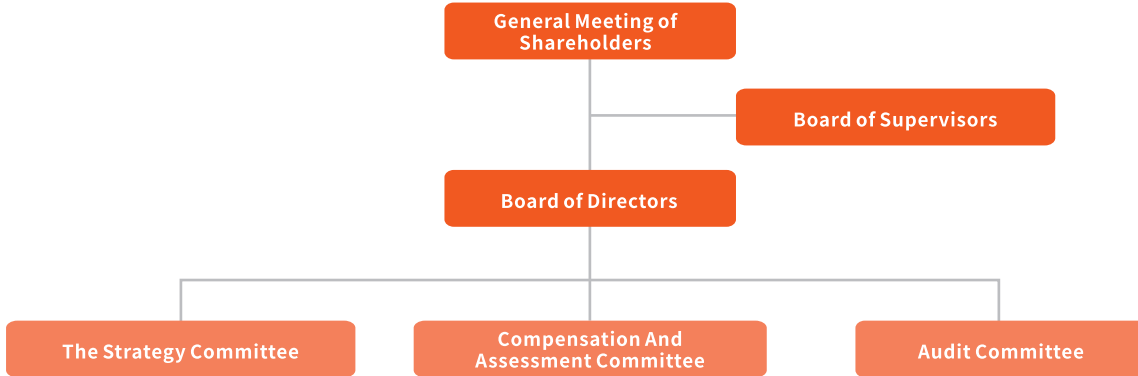 General Meeting of
Shareholders
Board of Supervisors
Board of Directors
The Strategy Committee
Compensation And
Assessment Committee
Audit Committee